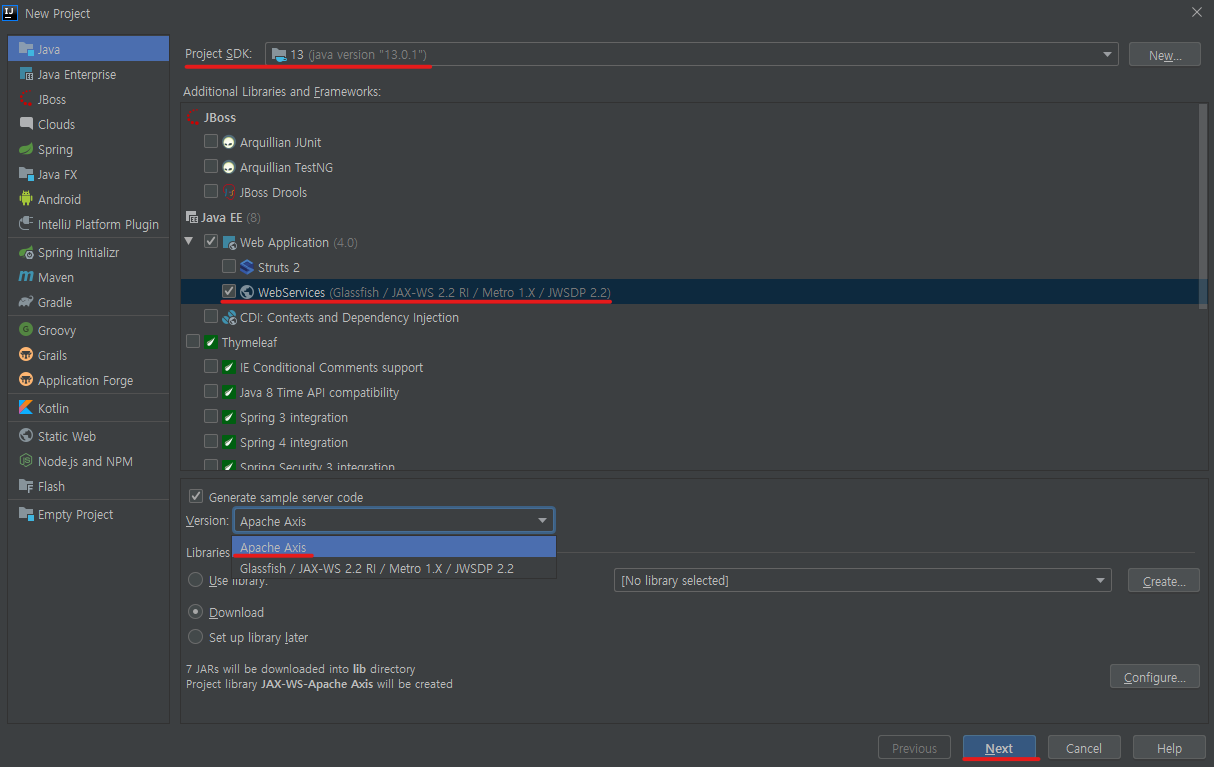 New Project
Java
Java Enterprise
JBoss
Clouds
Spring
Java FX
Android
IntelliJ Platform Plugin
Spring Initializr
Maven
Gradle
Groovy
Grails
Application Forge
Kotlin
Static Web
Node.js and NPM
Flash
Empty Project
Project SDK: 13 (java version "13.0.1") New...
Additional Libraries and Frameworks:
JBoss
Arquillian JUnit
Arquillian TestNG
JBoss Drools
Java EE (8)
Web Application (4.0)
Struts 2
WebServices (Glassfish / JAX-WS 2.2 RI / Metro 1.X / JWSDP 2.2)
CDI: Contexts and Dependency Injection
Thymeleaf
IE Conditional Comments support
Java 8 Time API compatibility
Spring 3 integration
Spring 4 integration
Spring Security 3 integration
Generate sample server code
Version: Apache Axis
Apache Axis
Libraries
Glassfish / JAX-WS 2.2 RI / Metro 1.X / JWSDP 2.2
Use library: [No library selected] Create...
Download
Set up library later
7 JARs will be downloaded into lib directory
Project library JAX-WS-Apache Axis will be created
Configure...
Previous Next Cancel Help